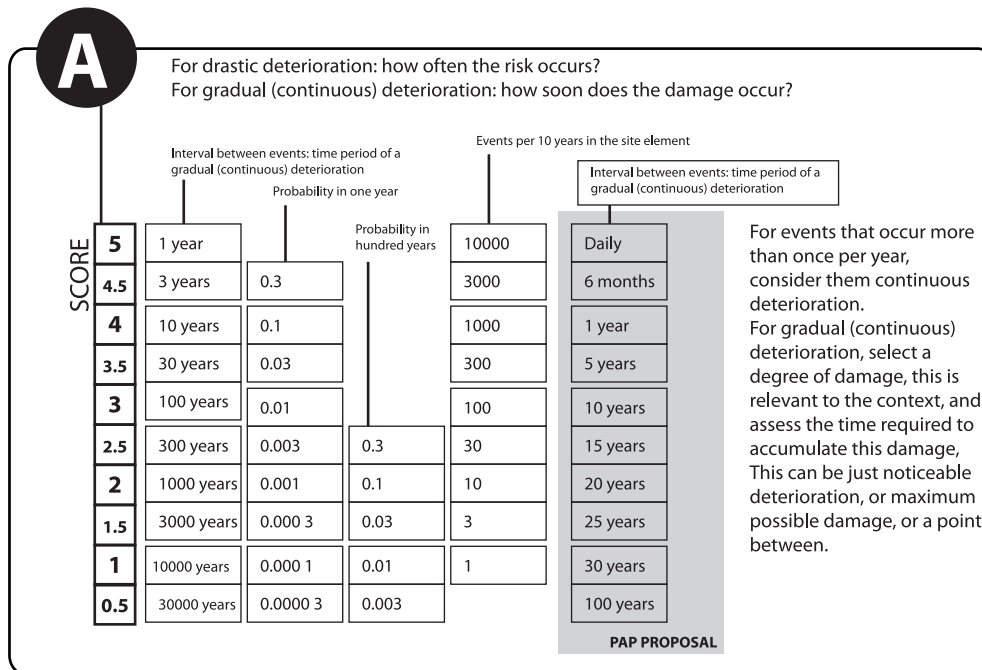 A
For drastic deterioration: how often the risk occurs?
For gradual (continuous) deterioration: how soon does the damage occur?
Interval between events: time period of a
gradual (continuous) deterioration
Probability in one year
Probability in
hundred years
Events per 10 years in the site element
Interval between events: time period of a
gradual (continuous) deterioration
SCORE
5 1 year 10000 Daily
4.5 3 years 0.3 3000 6 months
4 10 years 0.1 1000 1 year
3.5 30 years 0.03 300 5 years
3 100 years 0.01 100 10 years
2.5 300 years 0.003 0.3 30 15 years
2 1000 years 0.001 0.1 10 20 years
1.5 3000 years 0.000 3 0.03 3 25 years
1 10000 years 0.000 1 0.01 1 30 years
0.5 30000 years 0.0000 3 0.003 100 years
PAP PROPOSAL
For events that occur more
than once per year,
consider them continuous
deterioration.
For gradual (continuous)
deterioration, select a
degree of damage, this is
relevant to the context, and
assess the time required to
accumulate this damage,
This can be just noticeable
deterioration, or maximum
possible damage, or a point
between.